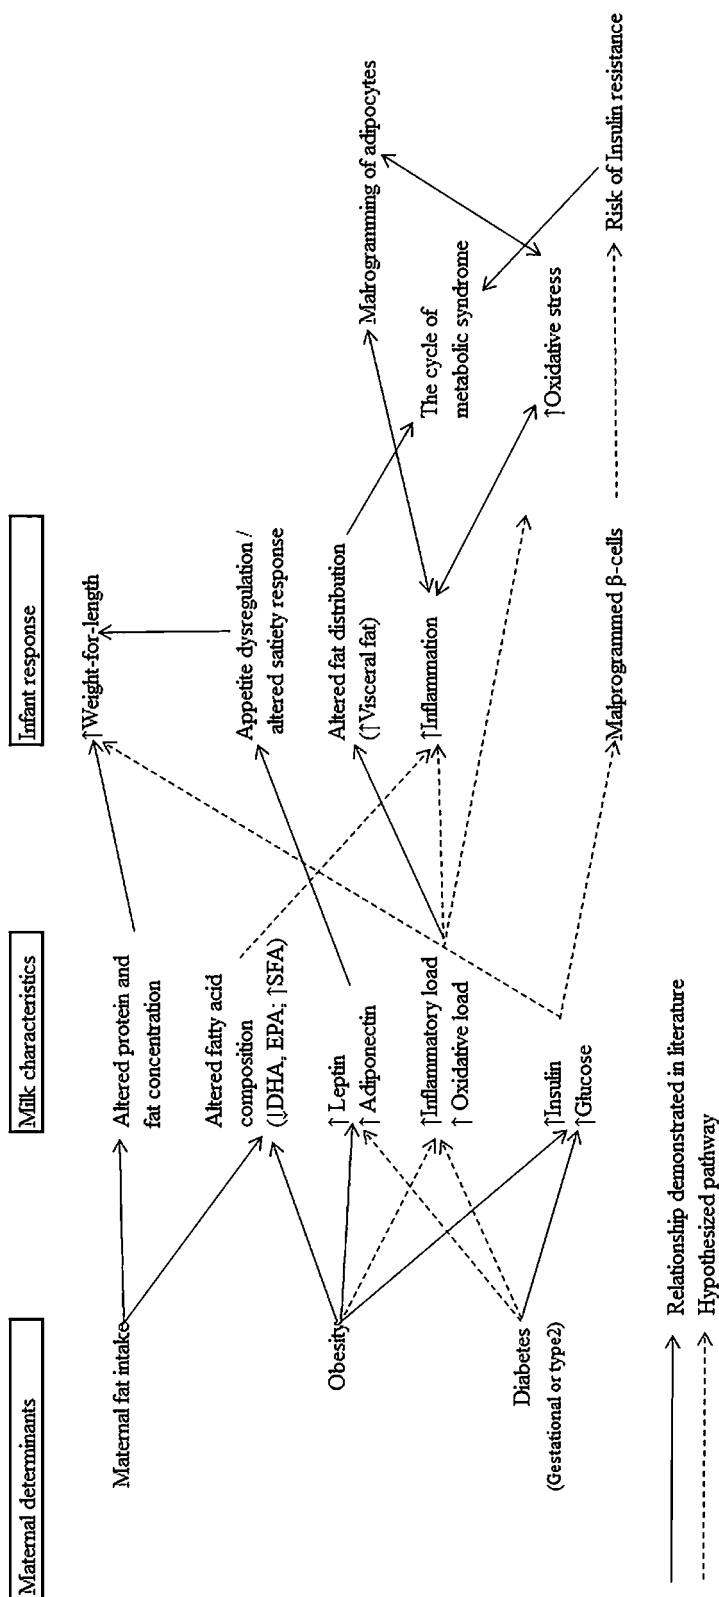 Maternal determinants
Milk characteristics
Infant response
Maternal fat intake
Obesity
Diabetes
(Gestational or type2)
Altered protein and
fat concentration
Altered fatty acid
composition
(↓DHA, EPA; ↑SFA)
↑Leptin
↑ Adiponectin
↑Inflammatory load
↑ Oxidative load
↑Insulin
↑Glucose
↑Weight-for-length
Appetite dysregulation /
altered satiety response
Altered fat distribution
(↑Visceral fat)
↑Inflammation
Malprogrammed β-cells
Malrogramming of adipocytes
The cycle of
metabolic syndrome
↑Oxidative stress
Risk of Insulin resistance
Relationship demonstrated in literature
Hypothesized pathway